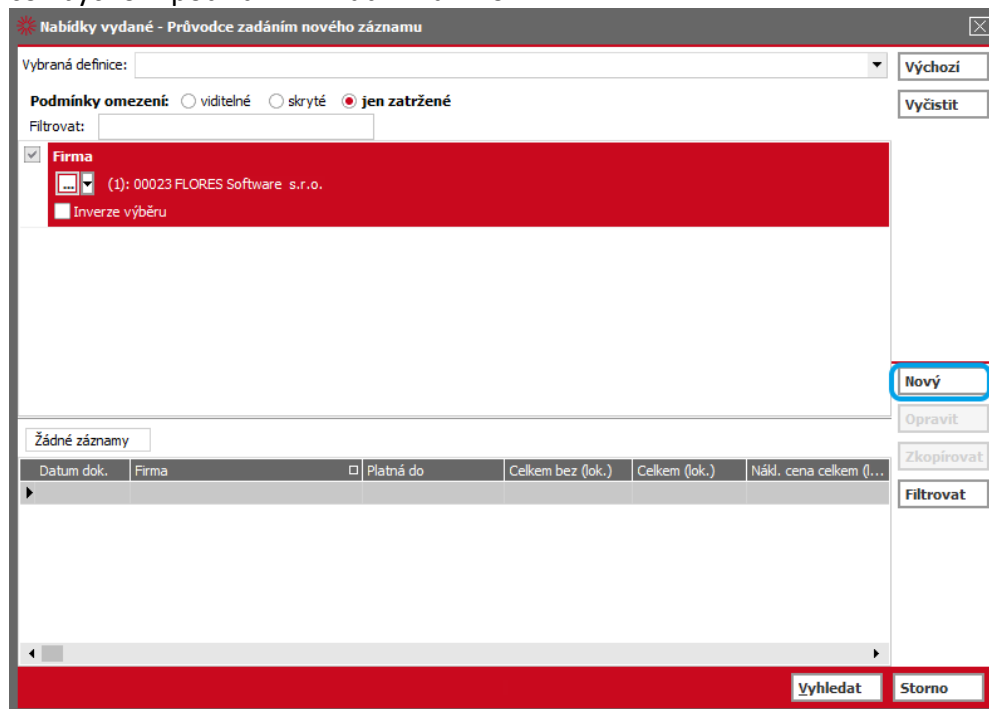 Nabídky vydané - Průvodce zadáním nového záznamu
Vybraná definice:
Výchozí
Podmínky omezení: viditelné skryté jen zatržené
Vyčistit
Filtrovat:
Firma
... (1): 00023 FLORES Software s.r.o.
Inverze výběru
Nový
Opravit
Žádné záznamy
Zkopírovat
Datum dok. Firma Platná do Celkem bez (lok.) Celkem (lok.) Nákl. cena celkem (l...
Filtrovat
Vyhledat Storno